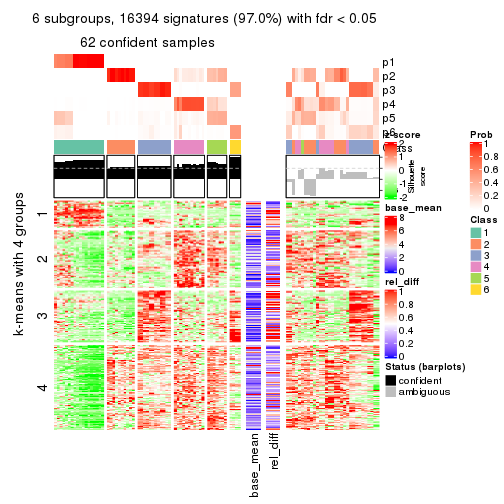 6 subgroups, 16394 signatures (97.0%) with fdr < 0.05
62 confident samples
p1
p2
p3
p4
p5
p6
Class
Silhouette
score
k-means with 4 groups
1
2
3
4
base_mean
rel_diff
z-score
2
1
0
-1
-2
base_mean
8
6
4
2
0
rel_diff
1
0.8
0.6
0.4
0.2
0
Status (barplots)
confident
ambiguous
Prob
1
0.8
0.6
0.4
0.2
0
Class
1
2
3
4
5
6